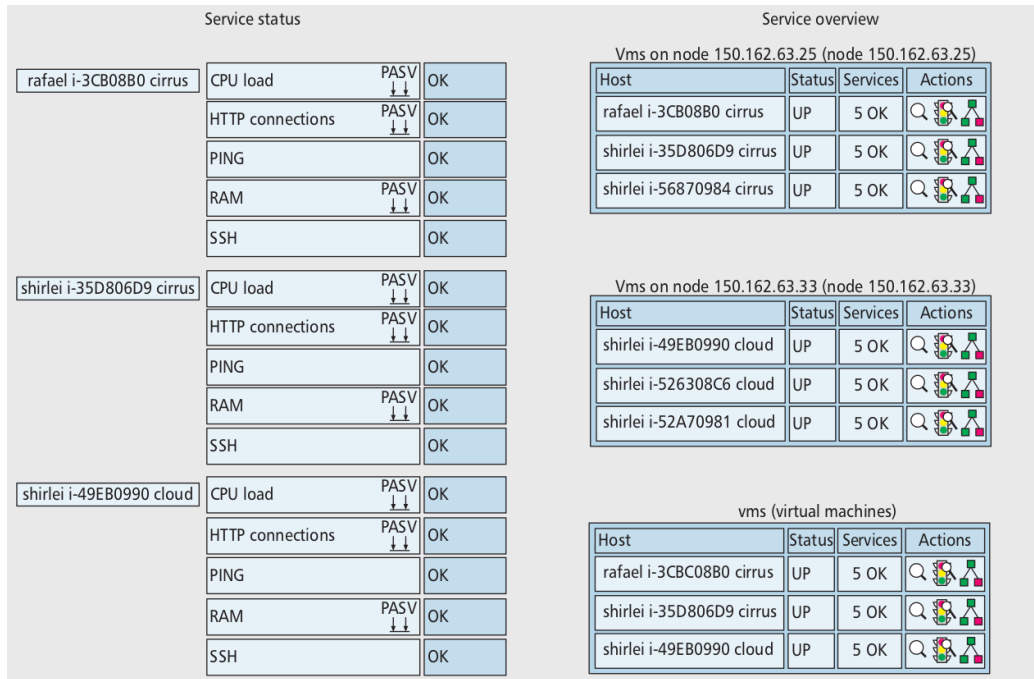 Service status
rafael i-3CB08B0 cirrus
CPU load PASV OK
HTTP connections PASV OK
PING OK
RAM PASV OK
SSH OK
shirlei i-35D806D9 cirrus
CPU load PASV OK
HTTP connections PASV OK
PING OK
RAM PASV OK
SSH OK
shirlei i-49EB0990 cloud
CPU load PASV OK
HTTP connections PASV OK
PING OK
RAM PASV OK
SSH OK
Service overview
Vms on node 150.162.63.25 (node 150.162.63.25)
Host Status Services Actions
rafael i-3CB08B0 cirrus UP 5 OK
shirlei i-35D806D9 cirrus UP 5 OK
shirlei i-56870984 cirrus UP 5 OK
Vms on node 150.162.63.33 (node 150.162.63.33)
Host Status Services Actions
shirlei i-49EB0990 cloud UP 5 OK
shirlei i-526308C6 cloud UP 5 OK
shirlei i-52A70981 cloud UP 5 OK
vms (virtual machines)
Host Status Services Actions
rafael i-3CBC08B0 cirrus UP 5 OK
shirlei i-35D806D9 cirrus UP 5 OK
shirlei i-49EB0990 cloud UP 5 OK